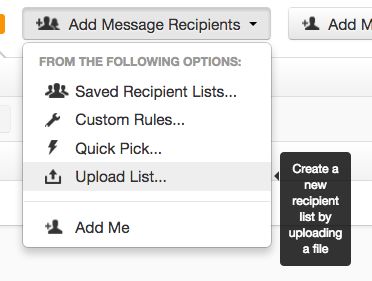 Add Message Recipients
Add M
FROM THE FOLLOWING OPTIONS:
Saved Recipient Lists...
Custom Rules...
Quick Pick...
Upload List...
Add Me
Create a
new
recipient
list by
uploading
a file